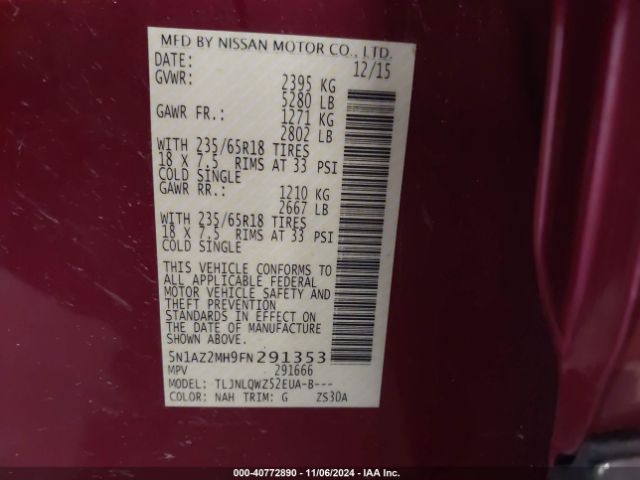 MFD BY NISSAN MOTOR CO., LTD.
DATE: 12/15
GVWR: 2395 KG
5280 LB
GAWR FR.: 1271 KG
2802 LB
WITH 235/65R18 TIRES
18 X 7.5 RIMS AT 33 PSI
COLD SINGLE
GAWR RR.: 1210 KG
2667 LB
WITH 235/65R18 TIRES
18 X 7.5 RIMS AT 33 PSI
COLD SINGLE
THIS VEHICLE CONFORMS TO
ALL APPLICABLE FEDERAL
MOTOR VEHICLE SAFETY AND
THEFT PREVENTION
STANDARDS IN EFFECT ON
THE DATE OF MANUFACTURE
SHOWN ABOVE.
5N1AZ2MH9FN291353
MPV 291666
MODEL: TLJNLQWZ52EUA-B---
COLOR: NAH TRIM: G ZS30A
000-40772890 - 11/06/2024 - IAA Inc.